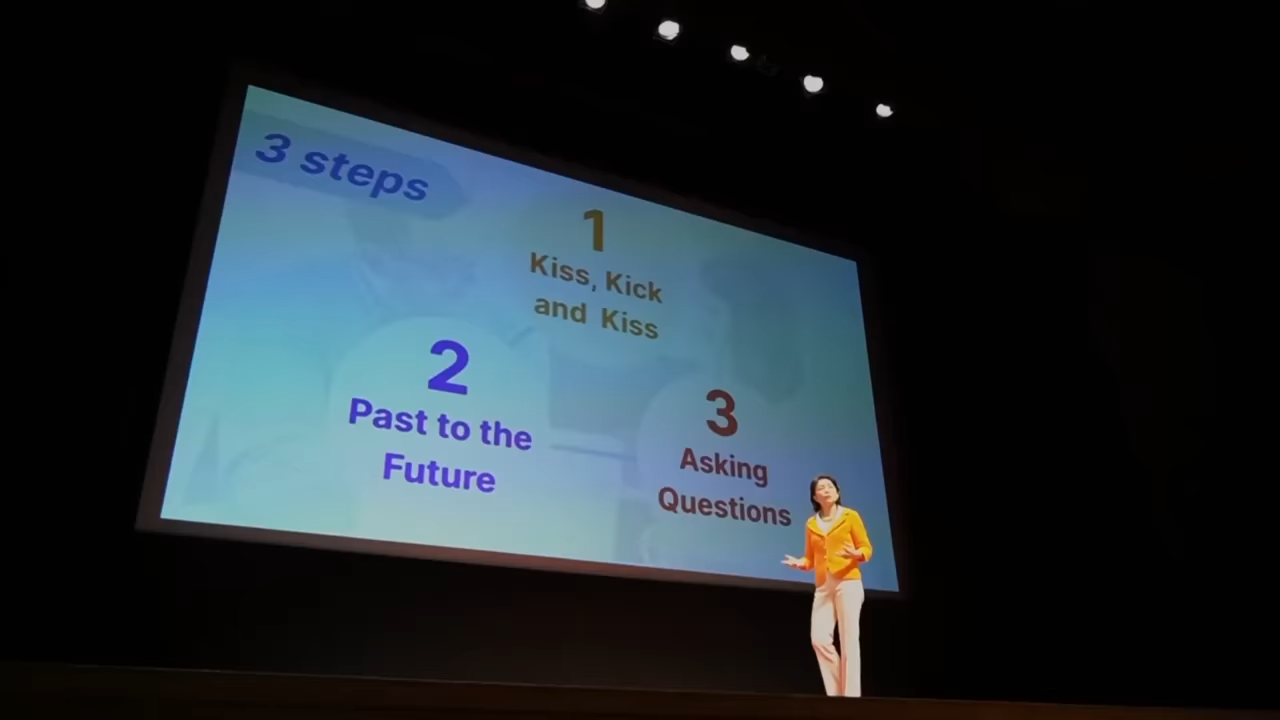 3 steps
1
Kiss, Kick
and Kiss
2
Past to the
Future
3
Asking
Questions